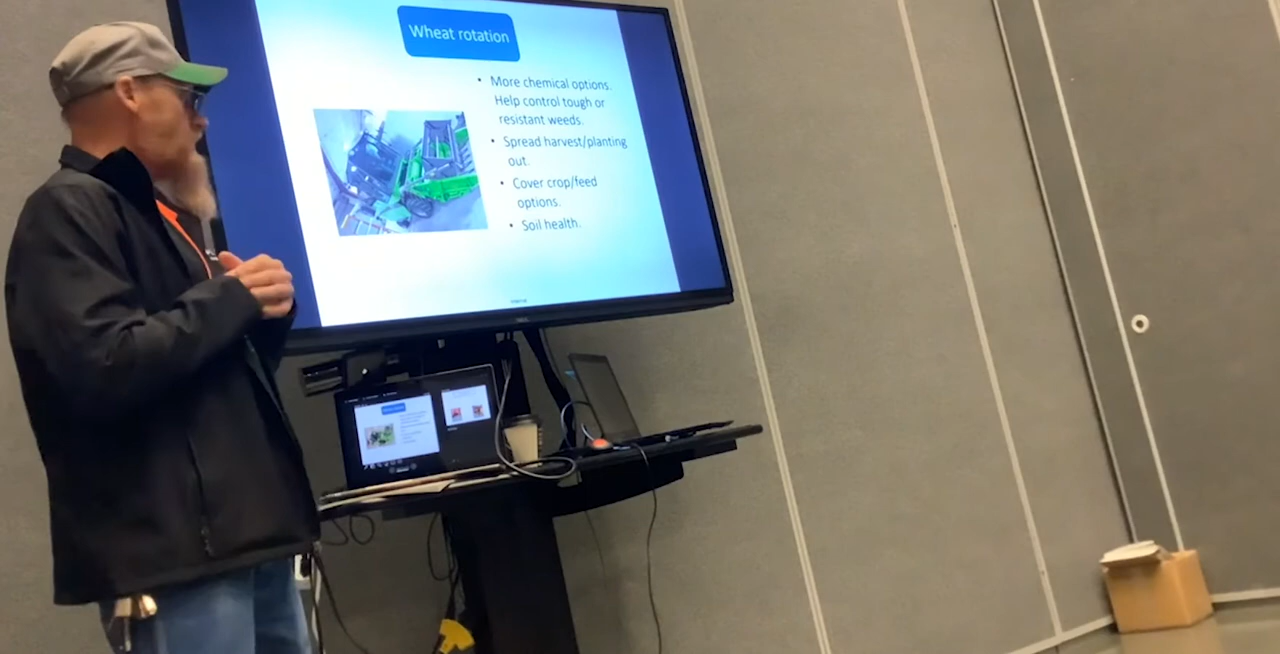 Wheat rotation
• More chemical options.
Help control tough or
resistant weeds.
• Spread harvest/planting
out.
• Cover crop/feed
options.
• Soil health.
NEC